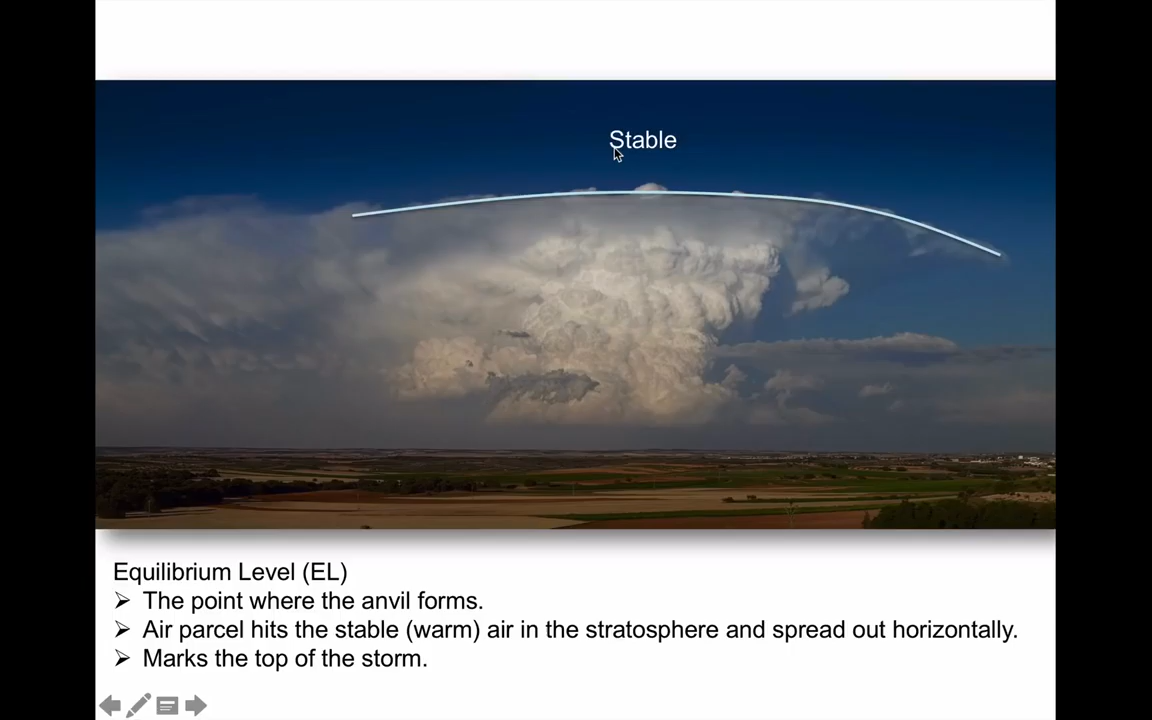 Stable
Equilibrium Level (EL)
➢ The point where the anvil forms.
➢ Air parcel hits the stable (warm) air in the stratosphere and spread out horizontally.
➢ Marks the top of the storm.